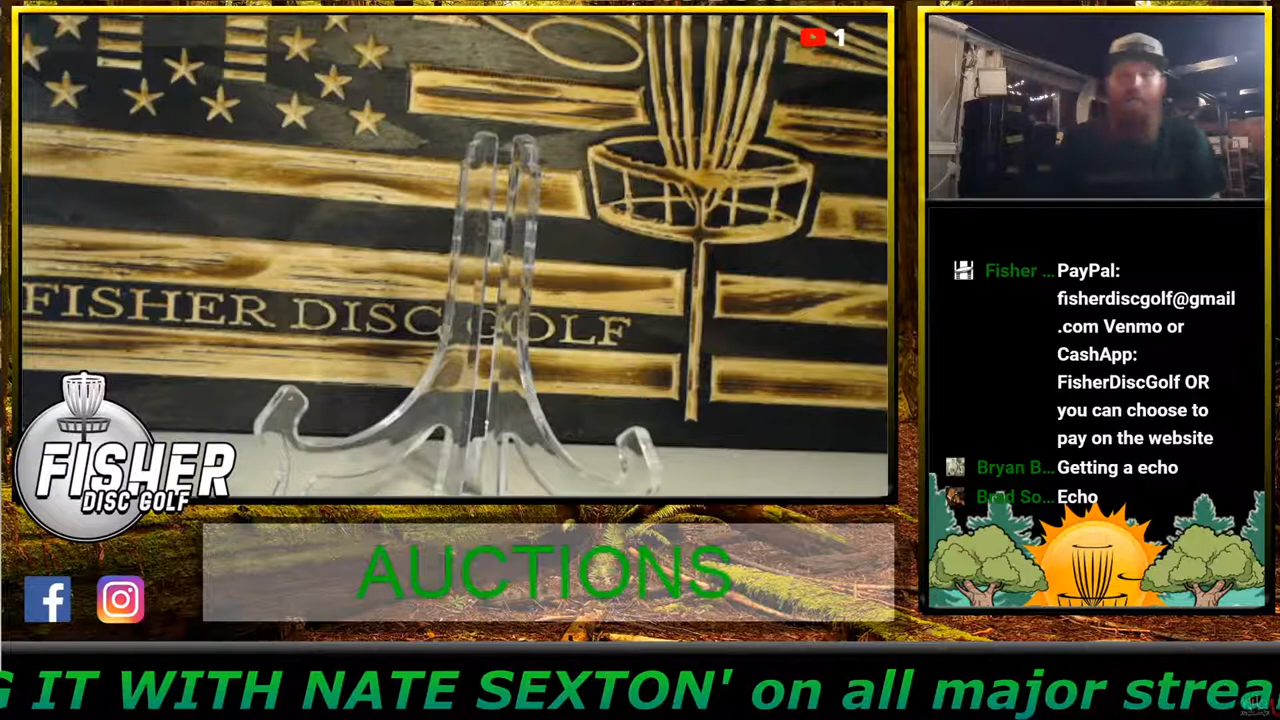 1
FISHER DISC GOLF
FISHER
DISC GOLF
AUCTIONS
Fisher ... PayPal:
fisherdiscgolf@gmail
.com Venmo or
CashApp:
FisherDiscGolf OR
you can choose to
pay on the website
Bryan B... Getting a echo
Brad So... Echo
G IT WITH NATE SEXTON' on all major strea